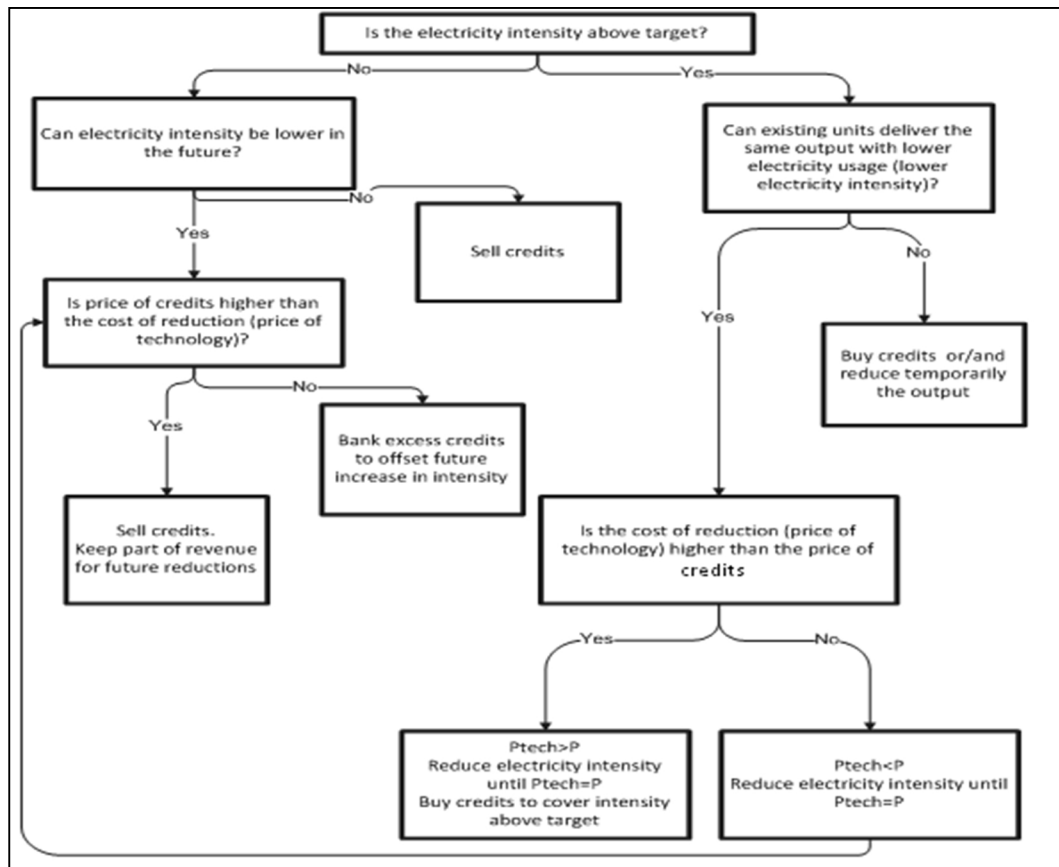 Is the electricity intensity above target?
No
Yes
Can electricity intensity be lower in
the future?
Can existing units deliver the
same output with lower
electricity usage (lower
electricity intensity)?
No
Sell credits
Yes
No
Is price of credits higher than
the cost of reduction (price of
technology)?
Yes
Buy credits or/and
reduce temporarily
the output
No
Yes
Bank excess credits
to offset future
increase in intensity
Sell credits.
Keep part of revenue
for future reductions
Is the cost of reduction (price of
technology) higher than the price of
credits
Yes
No
Ptech>P
Reduce electricity intensity
until Ptech=P
Buy credits to cover intensity
above target
Ptech<P
Reduce electricity intensity until
Ptech=P